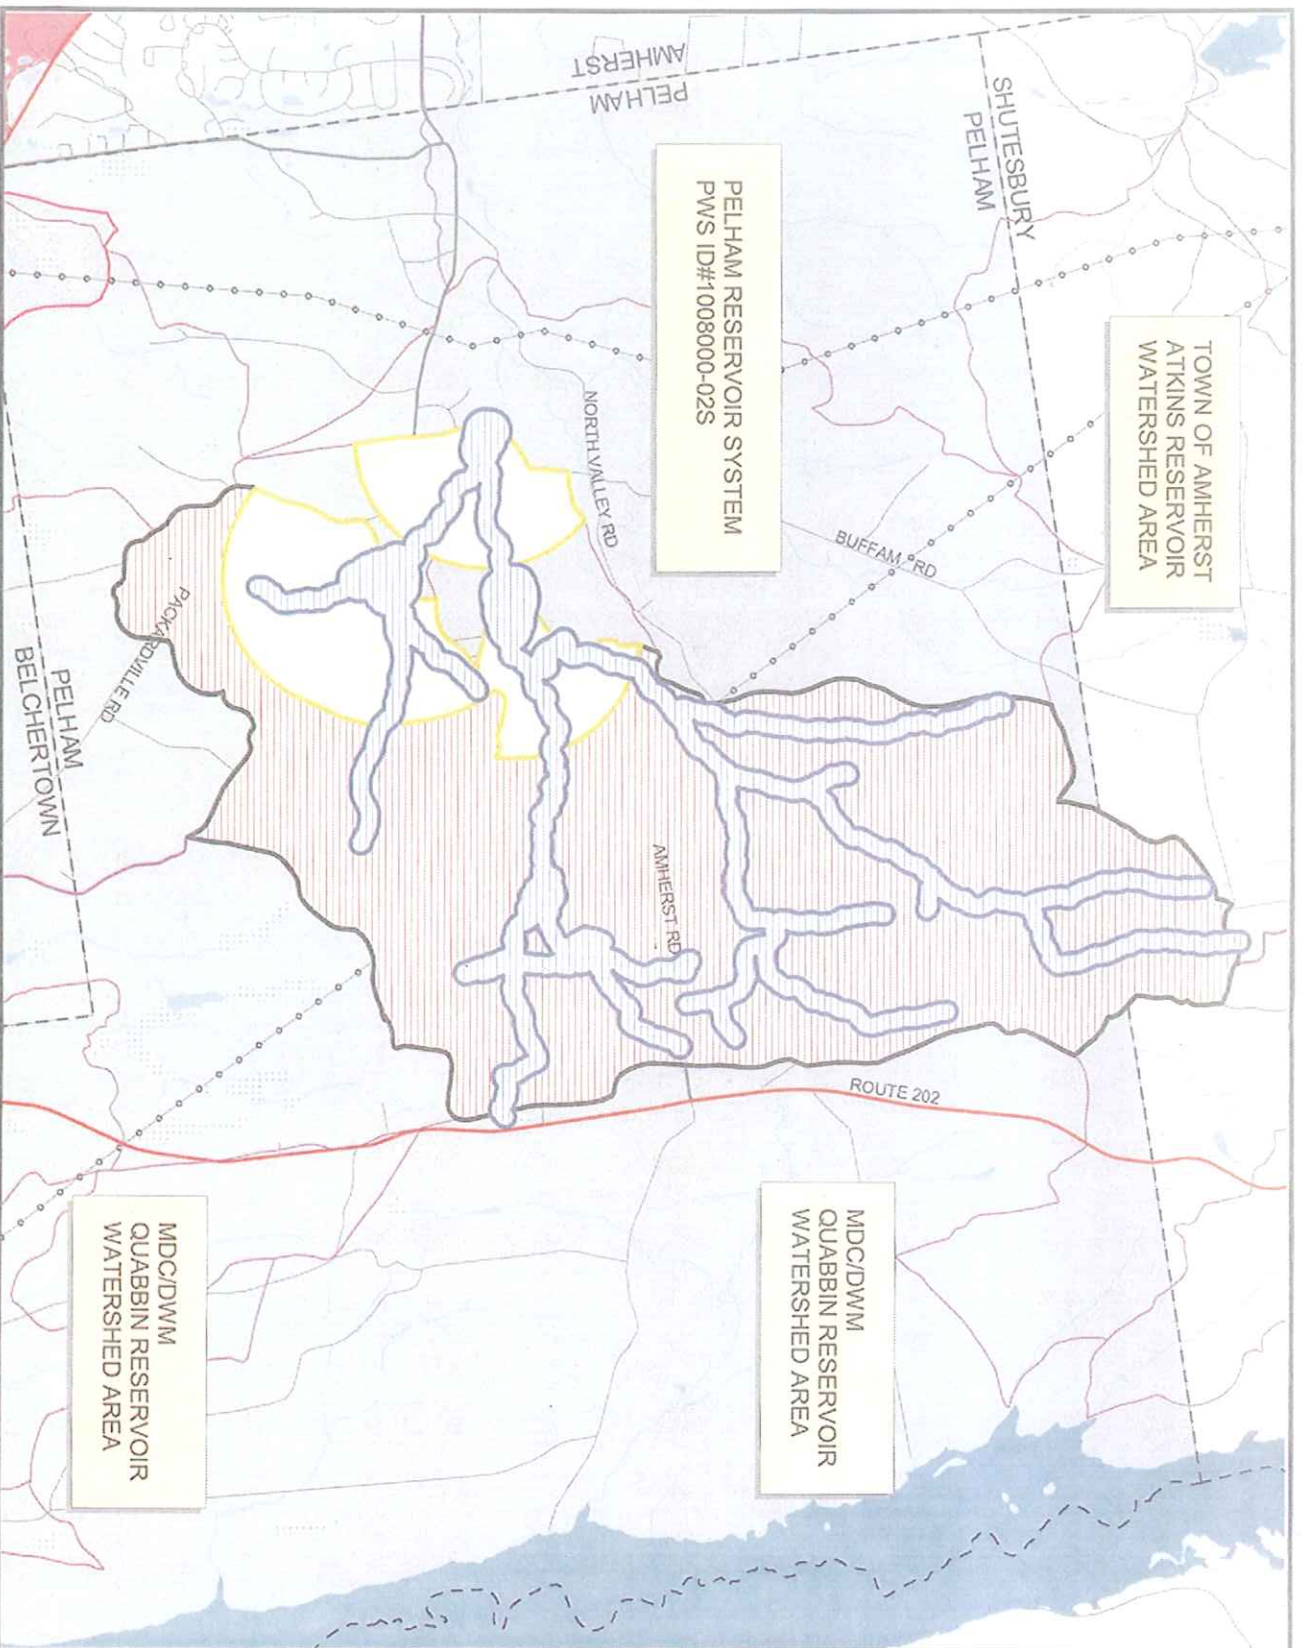 AMHERST
PELHAM
SHUTESBURY
PELHAM
TOWN OF AMHERST
ATKINS RESERVOIR
WATERSHED AREA
PELHAM RESERVOIR SYSTEM
PWS ID#1008000-02S
NORTH VALLEY RD
BUFFAM RD
PACKARDVILLE RD
PELHAM
BELCHERTOWN
AMHERST RD
ROUTE 202
MDC/DWM
QUABBIN RESERVOIR
WATERSHED AREA
MDC/DWM
QUABBIN RESERVOIR
WATERSHED AREA